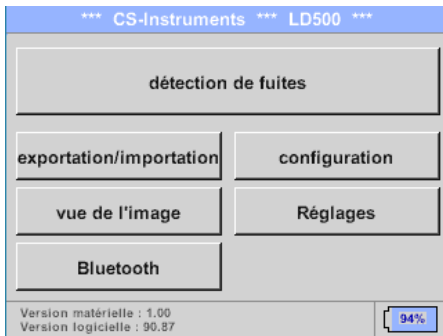 *** CS-Instruments *** LD500 ***
détection de fuites
exportation/importation
configuration
vue de l'image
Réglages
Bluetooth
Version matérielle : 1.00
Version logicielle : 90.87
94%